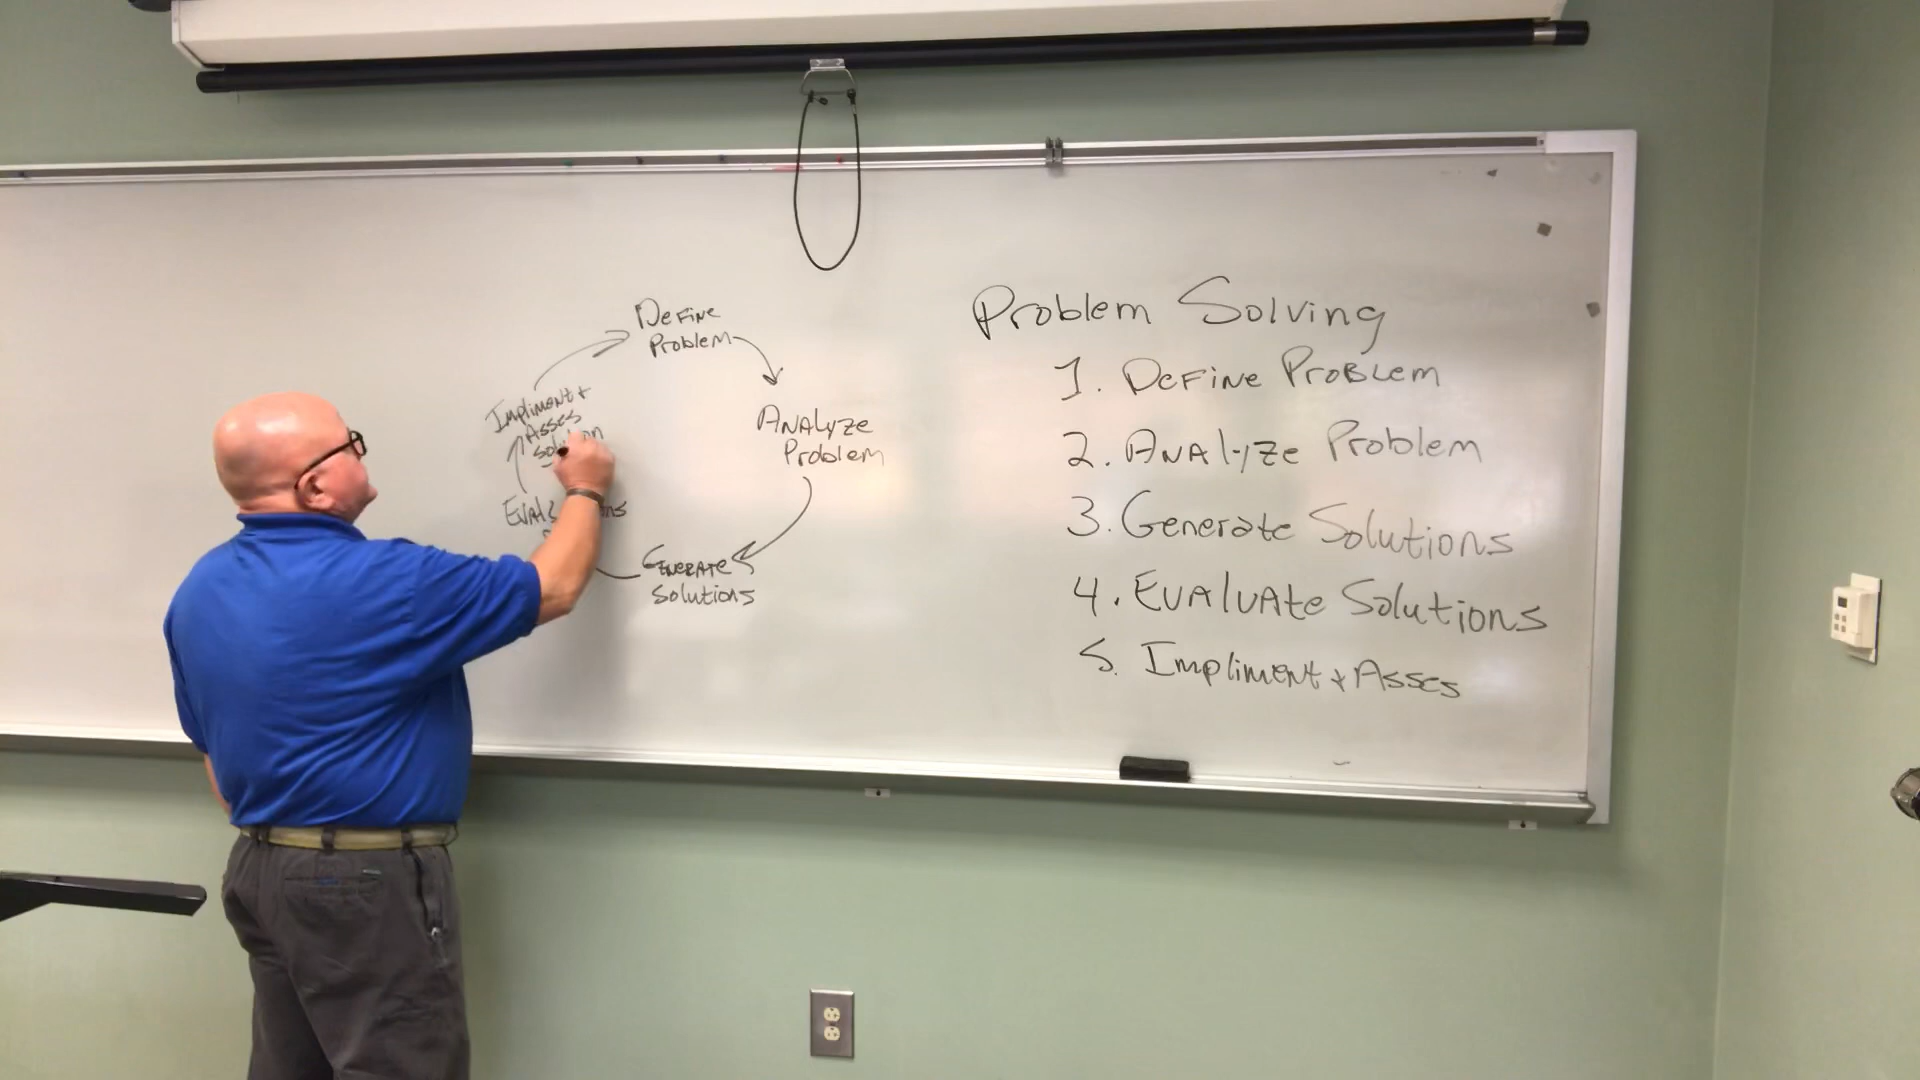 Define
Problem
Analyze
Problem
Generate
Solutions
Impliment +
Asses
Solution
Problem Solving
1. Define Problem
2. Analyze Problem
3. Generate Solutions
4. Evaluate Solutions
5. Impliment + Asses